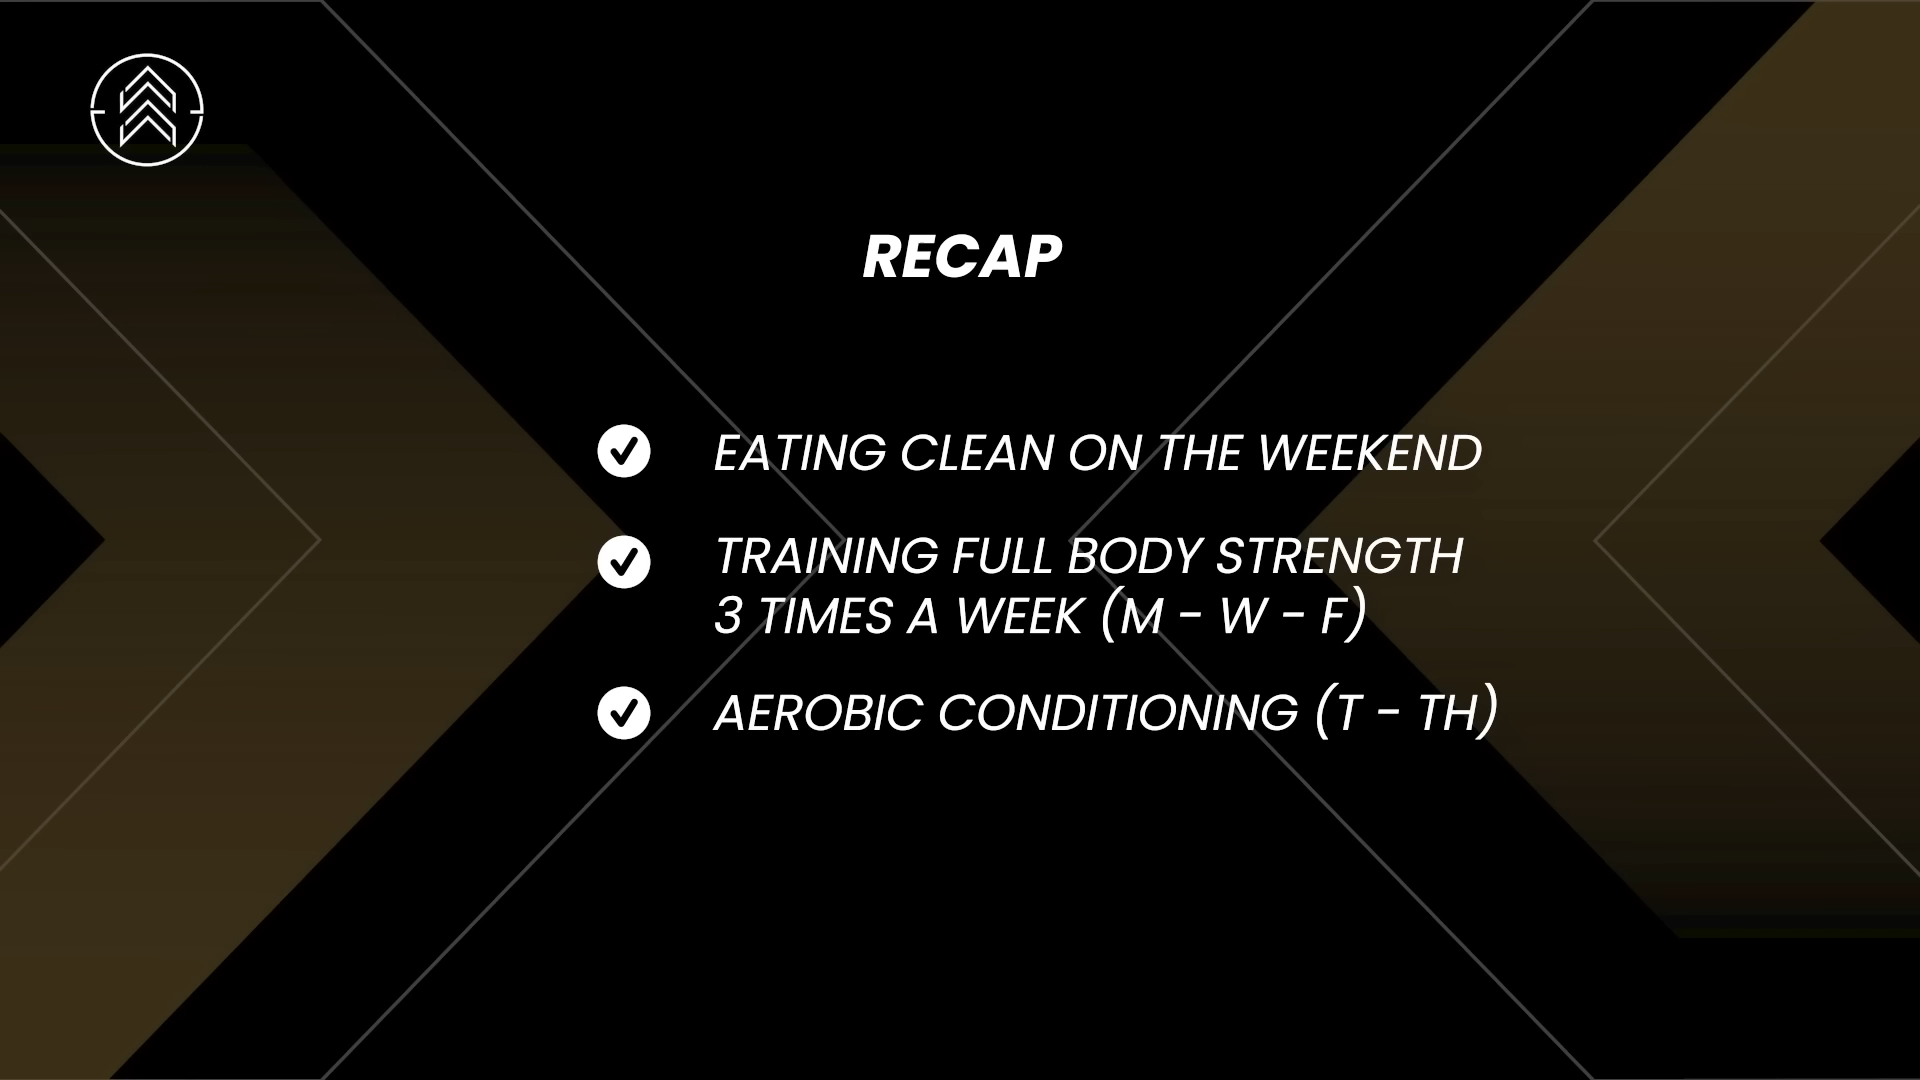 RECAP
EATING CLEAN ON THE WEEKEND
TRAINING FULL BODY STRENGTH
3 TIMES A WEEK (M - W - F)
AEROBIC CONDITIONING (T - TH)